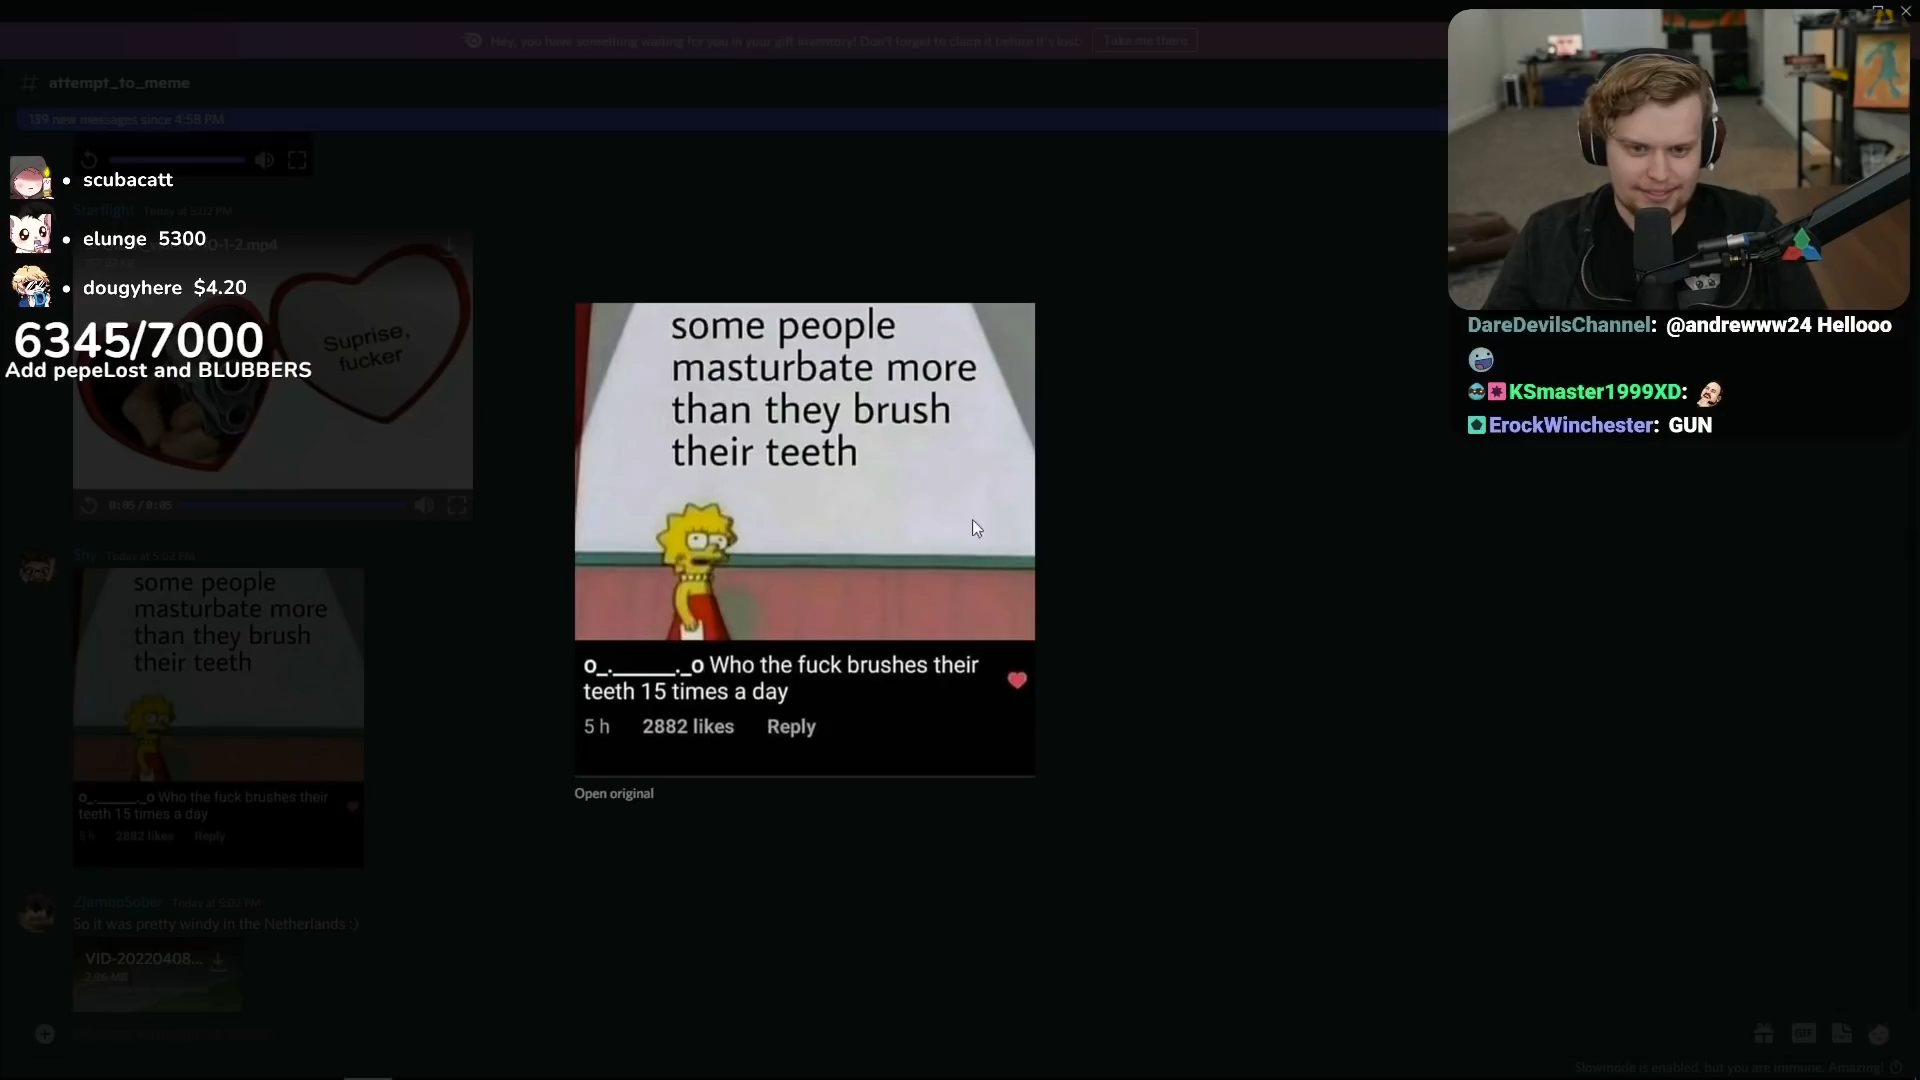 Hey, you have something waiting for you in your gift inventory! Don't forget to claim it before it's lost.
Take me there
# attempt_to_meme
139 new messages since 4:58 PM
scubacatt
Starflight Today at 5:02 PM
elunge 5300
0-1-2.mp4
dougyhere $4.20
6345/7000
Add pepeLost and BLUBBERS
Suprise,
fucker
0:05 / 0:05
Shy Today at 5:02 PM
some people
masturbate more
than they brush
their teeth
o_.______._o Who the fuck brushes their
teeth 15 times a day
5 h 2882 likes Reply
ZJamboSober Today at 5:02 PM
So it was pretty windy in the Netherlands :)
VID-20220408...
2.96 MB
some people
masturbate more
than they brush
their teeth
o_.______._o Who the fuck brushes their
teeth 15 times a day
5 h 2882 likes Reply
Open original
DareDevilsChannel: @andrewww24 Hellooo
KSmaster1999XD:
ErockWinchester: GUN
GIF
Slowmode is enabled, but you are immune. Amazing!